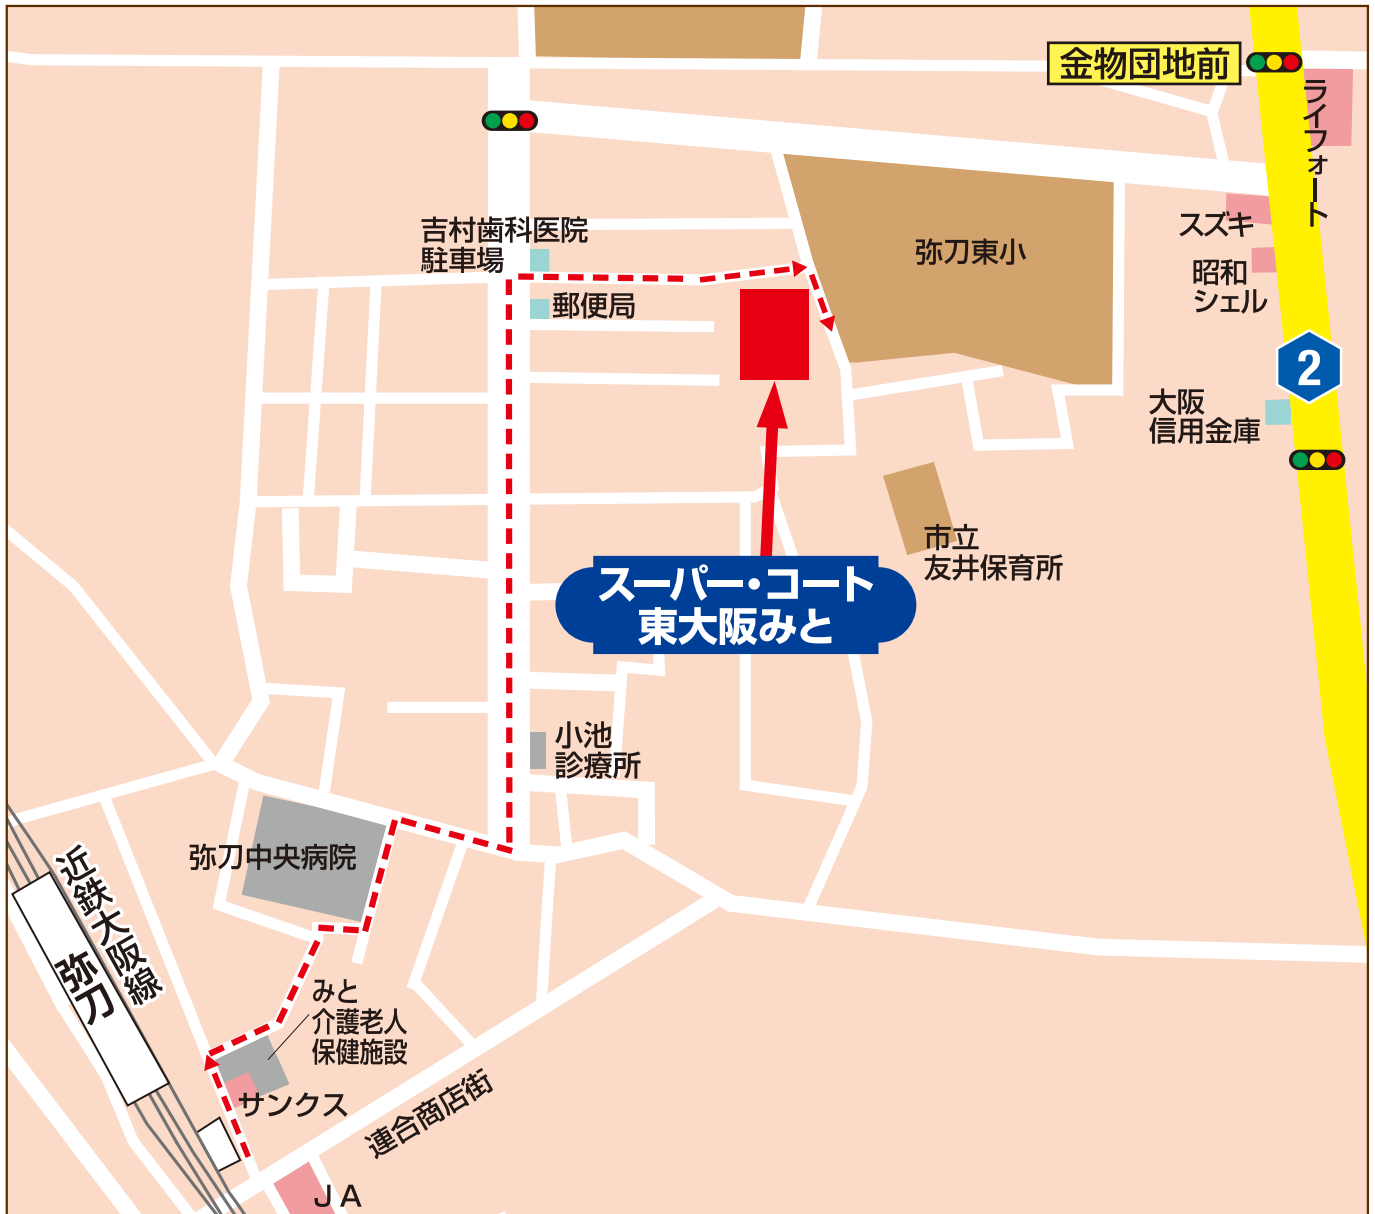 金物団地前
ライフォート
吉村歯科医院
駐車場
弥刀東小
スズキ
昭和
シェル
郵便局
2
大阪
信用金庫
市立
友井保育所
スーパー・コート
東大阪みと
小池
診療所
弥刀中央病院
近鉄大阪線
弥刀
みと
介護老人
保健施設
サンクス
連合商店街
JA